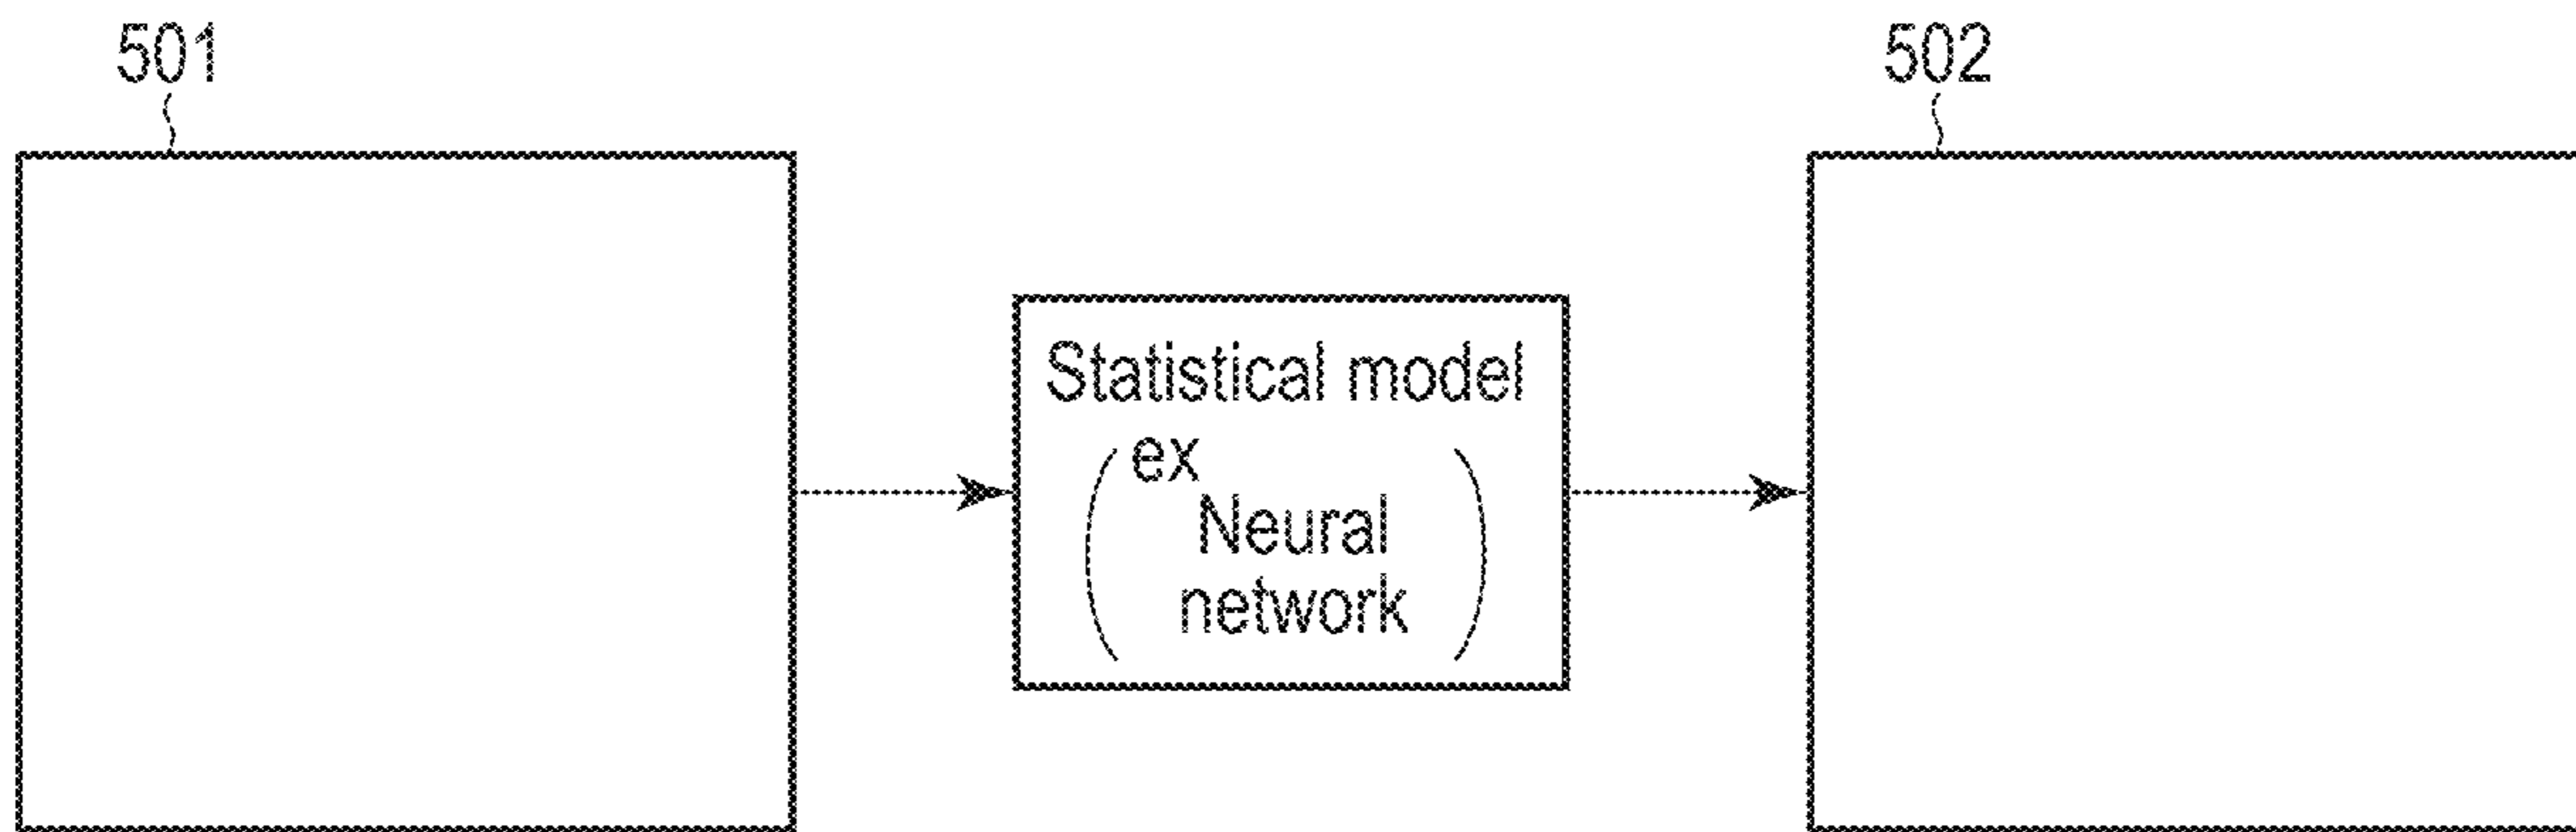 501
502
Statistical model
( ex
Neural
network )